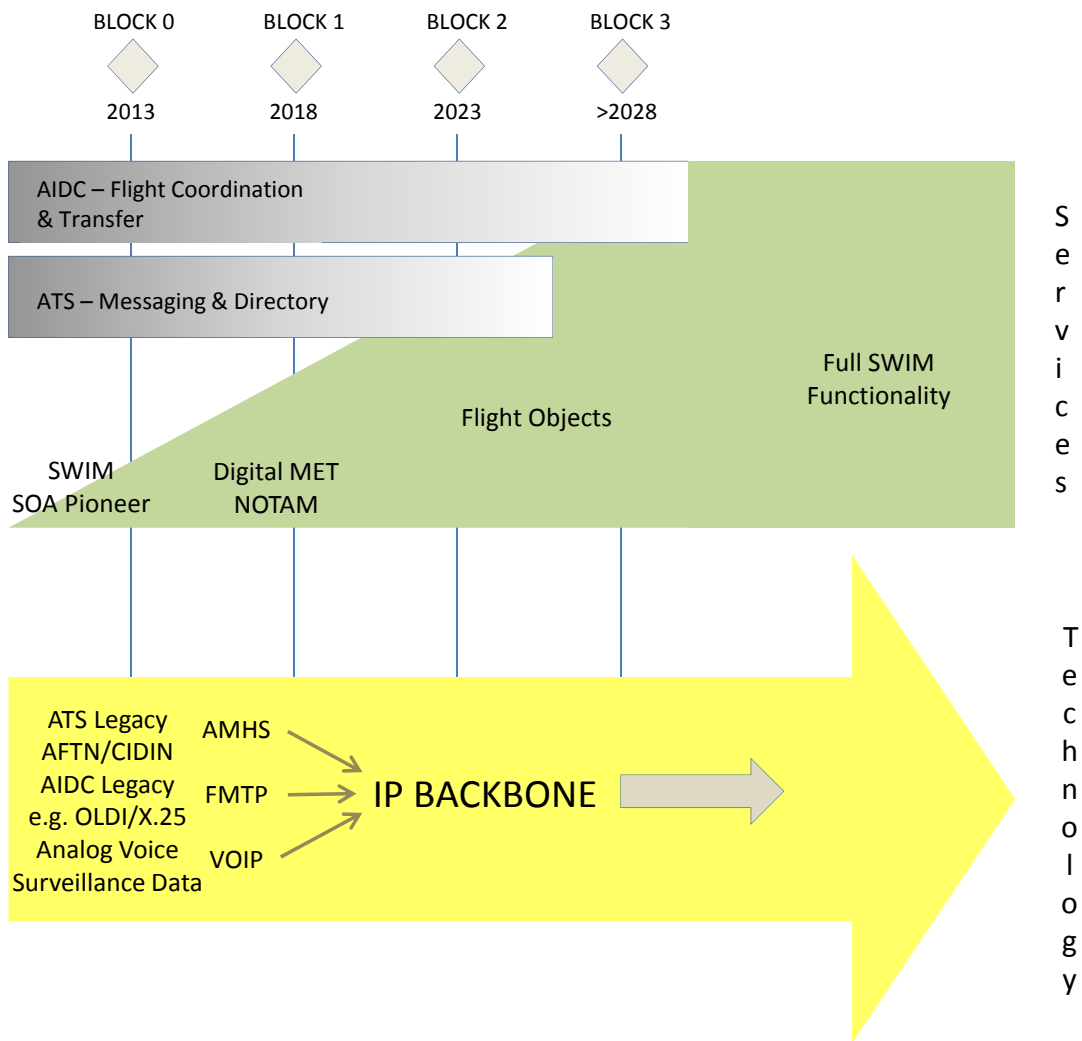 BLOCK 0
BLOCK 1
BLOCK 2
BLOCK 3
2013
2018
2023
>2028
AIDC – Flight Coordination
& Transfer
ATS – Messaging & Directory
Full SWIM
Functionality
Flight Objects
SWIM
SOA Pioneer
Digital MET
NOTAM
Services
ATS Legacy
AFTN/CIDIN
AIDC Legacy
e.g. OLDI/X.25
Analog Voice
Surveillance Data
AMHS
FMTP
VOIP
IP BACKBONE
Technology